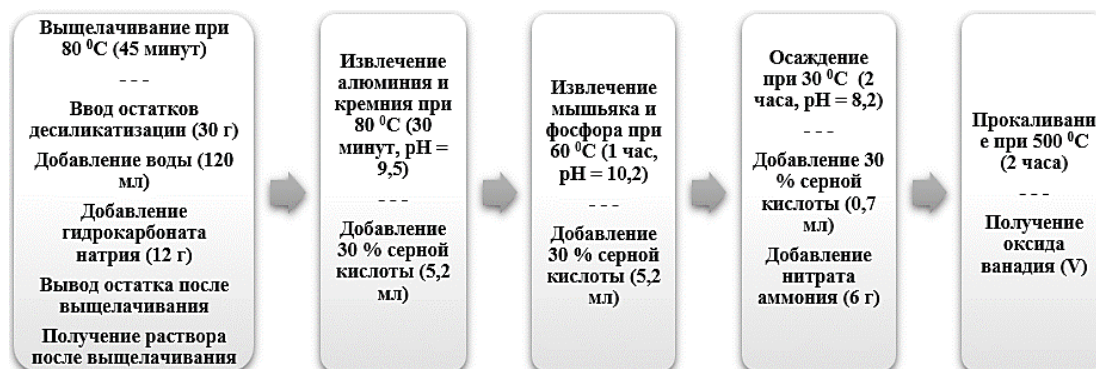 Выщелачивание при
80 ⁰С (45 минут)
- - -
Ввод остатков
десиликатизации (30 г)
Добавление воды (120
мл)
Добавление
гидрокарбоната
натрия (12 г)
Вывод остатка после
выщелачивания
Получение раствора
после выщелачивания
Извлечение
алюминия и
кремния при
80 ⁰С (30
минут, рН =
9,5)
- - -
Добавление
30 % серной
кислоты (5,2
мл)
Извлечение
мышьяка и
фосфора при
60 ⁰С (1 час,
рН = 10,2)
- - -
Добавление
30 % серной
кислоты (5,2
мл)
Осаждение
при 30 ⁰С (2
часа, рН = 8,2)
- - -
Добавление 30
% серной
кислоты (0,7
мл)
Добавление
нитрата
аммония (6 г)
Прокаливани
е при 500 ⁰С
(2 часа)
- - -
Получение
оксида
ванадия (V)